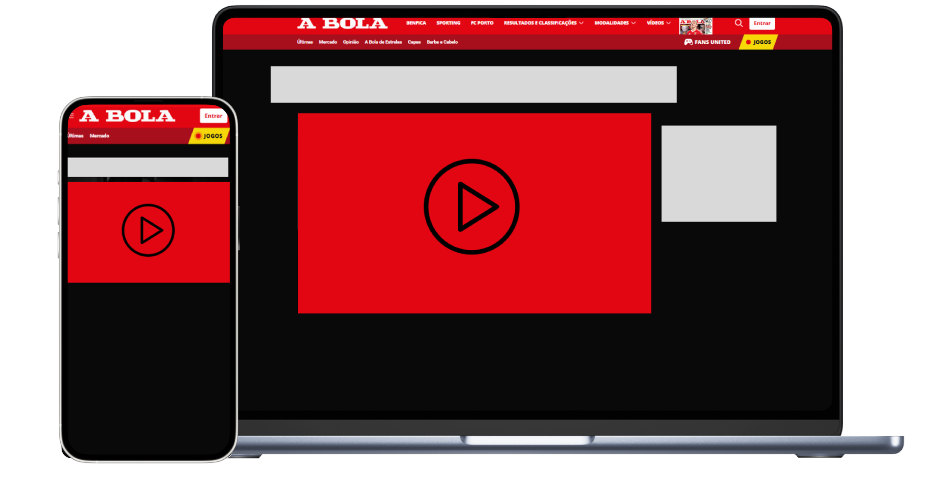 A BOLA BENFICA SPORTING FC PORTO RESULTADOS E CLASSIFICAÇÕES MODALIDADES VÍDEOS Entrar
Últimas Mercado Opinião A Bola de Estrelas Capas Barba e Cabelo FANS UNITED JOGOS
A BOLA Entrar
Últimas Mercado JOGOS